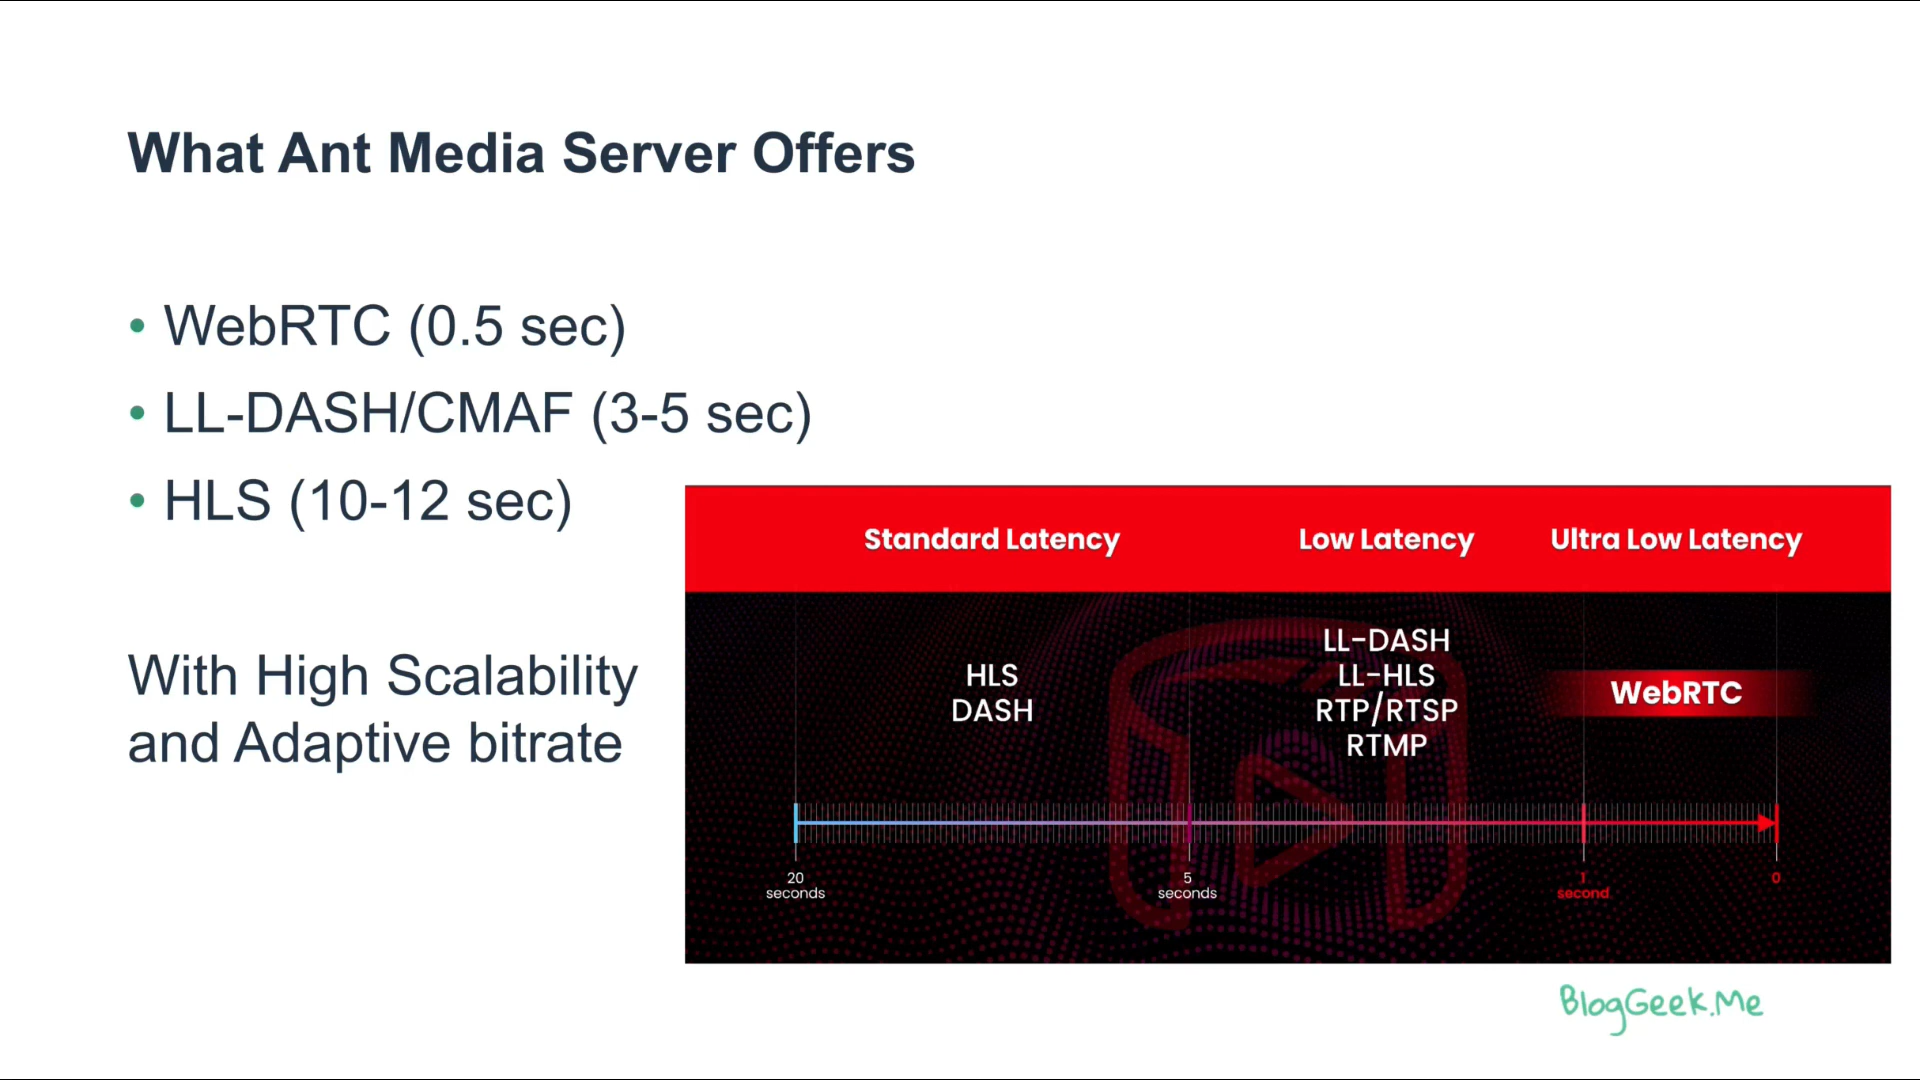 What Ant Media Server Offers
• WebRTC (0.5 sec)
• LL-DASH/CMAF (3-5 sec)
• HLS (10-12 sec)
With High Scalability
and Adaptive bitrate
Standard Latency
Low Latency
Ultra Low Latency
HLS
DASH
LL-DASH
LL-HLS
RTP/RTSP
RTMP
WebRTC
20
seconds
5
seconds
1
second
0
BlogGeek.Me